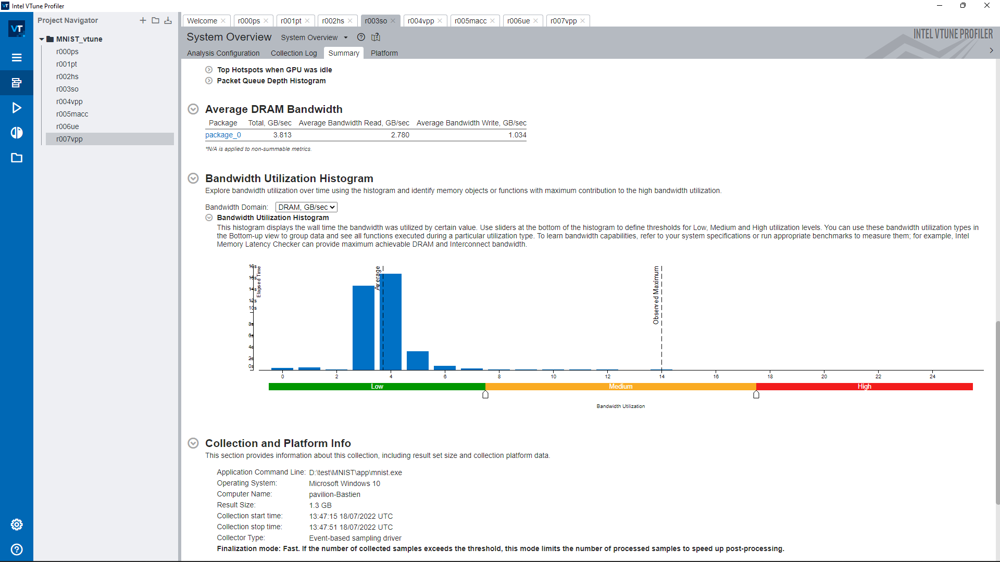 Intel VTune Profiler
VT
Project Navigator
MNIST_vtune
r000ps
r001pt
r002hs
r003so
r004vpp
r005macc
r006ue
r007vpp
Welcome r000ps r001pt r002hs r003so r004vpp r005macc r006ue r007vpp
System Overview System Overview
INTEL VTUNE PROFILER
Analysis Configuration Collection Log Summary Platform
Top Hotspots when GPU was idle
Packet Queue Depth Histogram
Average DRAM Bandwidth
Package Total, GB/sec Average Bandwidth Read, GB/sec Average Bandwidth Write, GB/sec
package_0 3.813 2.780 1.034
*N/A is applied to non-summable metrics.
Bandwidth Utilization Histogram
Explore bandwidth utilization over time using the histogram and identify memory objects or functions with maximum contribution to the high bandwidth utilization.
Bandwidth Domain: DRAM, GB/sec
Bandwidth Utilization Histogram
This histogram displays the wall time the bandwidth was utilized by certain value. Use sliders at the bottom of the histogram to define thresholds for Low, Medium and High utilization levels. You can use these bandwidth utilization types in
the Bottom-up view to group data and see all functions executed during a particular utilization type. To learn bandwidth capabilities, refer to your system specifications or run appropriate benchmarks to measure them; for example, Intel
Memory Latency Checker can provide maximum achievable DRAM and Interconnect bandwidth.
18s
16s
14s
12s
10s
8s
6s
4s
2s
0s
Elapsed Time
Average
Observed Maximum
0 2 4 6 8 10 12 14 16 18 20 22 24
Low Medium High
Bandwidth Utilization
Collection and Platform Info
This section provides information about this collection, including result set size and collection platform data.
Application Command Line: D:\test\MNIST\app\mnist.exe
Operating System: Microsoft Windows 10
Computer Name: pavilion-Bastien
Result Size: 1.3 GB
Collection start time: 13:47:15 18/07/2022 UTC
Collection stop time: 13:47:51 18/07/2022 UTC
Collector Type: Event-based sampling driver
Finalization mode: Fast. If the number of collected samples exceeds the threshold, this mode limits the number of processed samples to speed up post-processing.